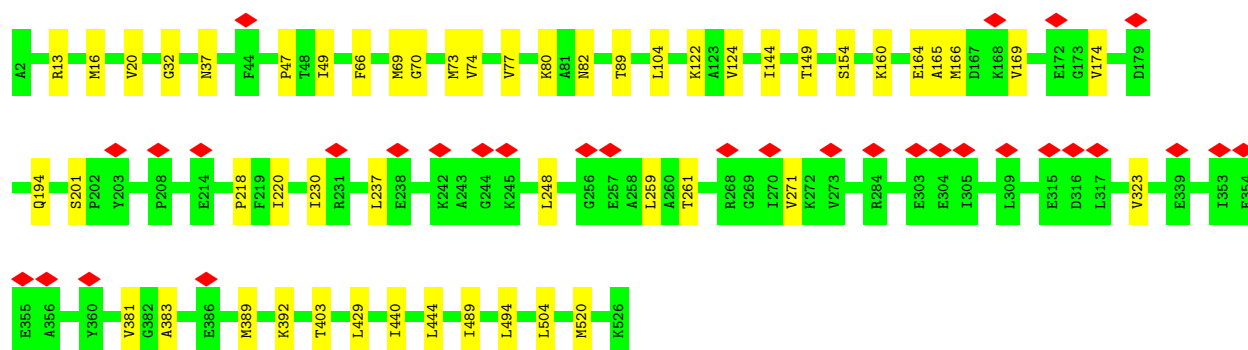 A2 R13 M16 V20 G32 N37 F44 P47 T48 I49 F66 M69 G70 M73 V74 V77 K80 A81 N82 T89 L104 K122 A123 V124 I144 T149 S154 K160 E164 A165 M166 D167 K168 V169 E172 G173 V174 D179
Q194 S201 P202 Y203 P208 E214 P218 F219 I220 I230 R231 L237 E238 K242 A243 G244 K245 L248 G256 E257 A258 L259 A260 T261 R268 G269 I270 V271 K272 V273 R284 E303 E304 I305 L309 E315 D316 L317 V323 E339 I353 E354
E355 A356 Y360 V381 G382 A383 E386 M389 K392 T403 L429 I440 L444 I489 L494 L504 M520 K526